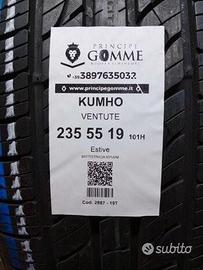 PRINCIPE
GOMME
+39 3897635032
www.principegomme.it
KUMHO
VENTUTE
235 55 19 101H
Estive
Cod. 2887 - 197
subito